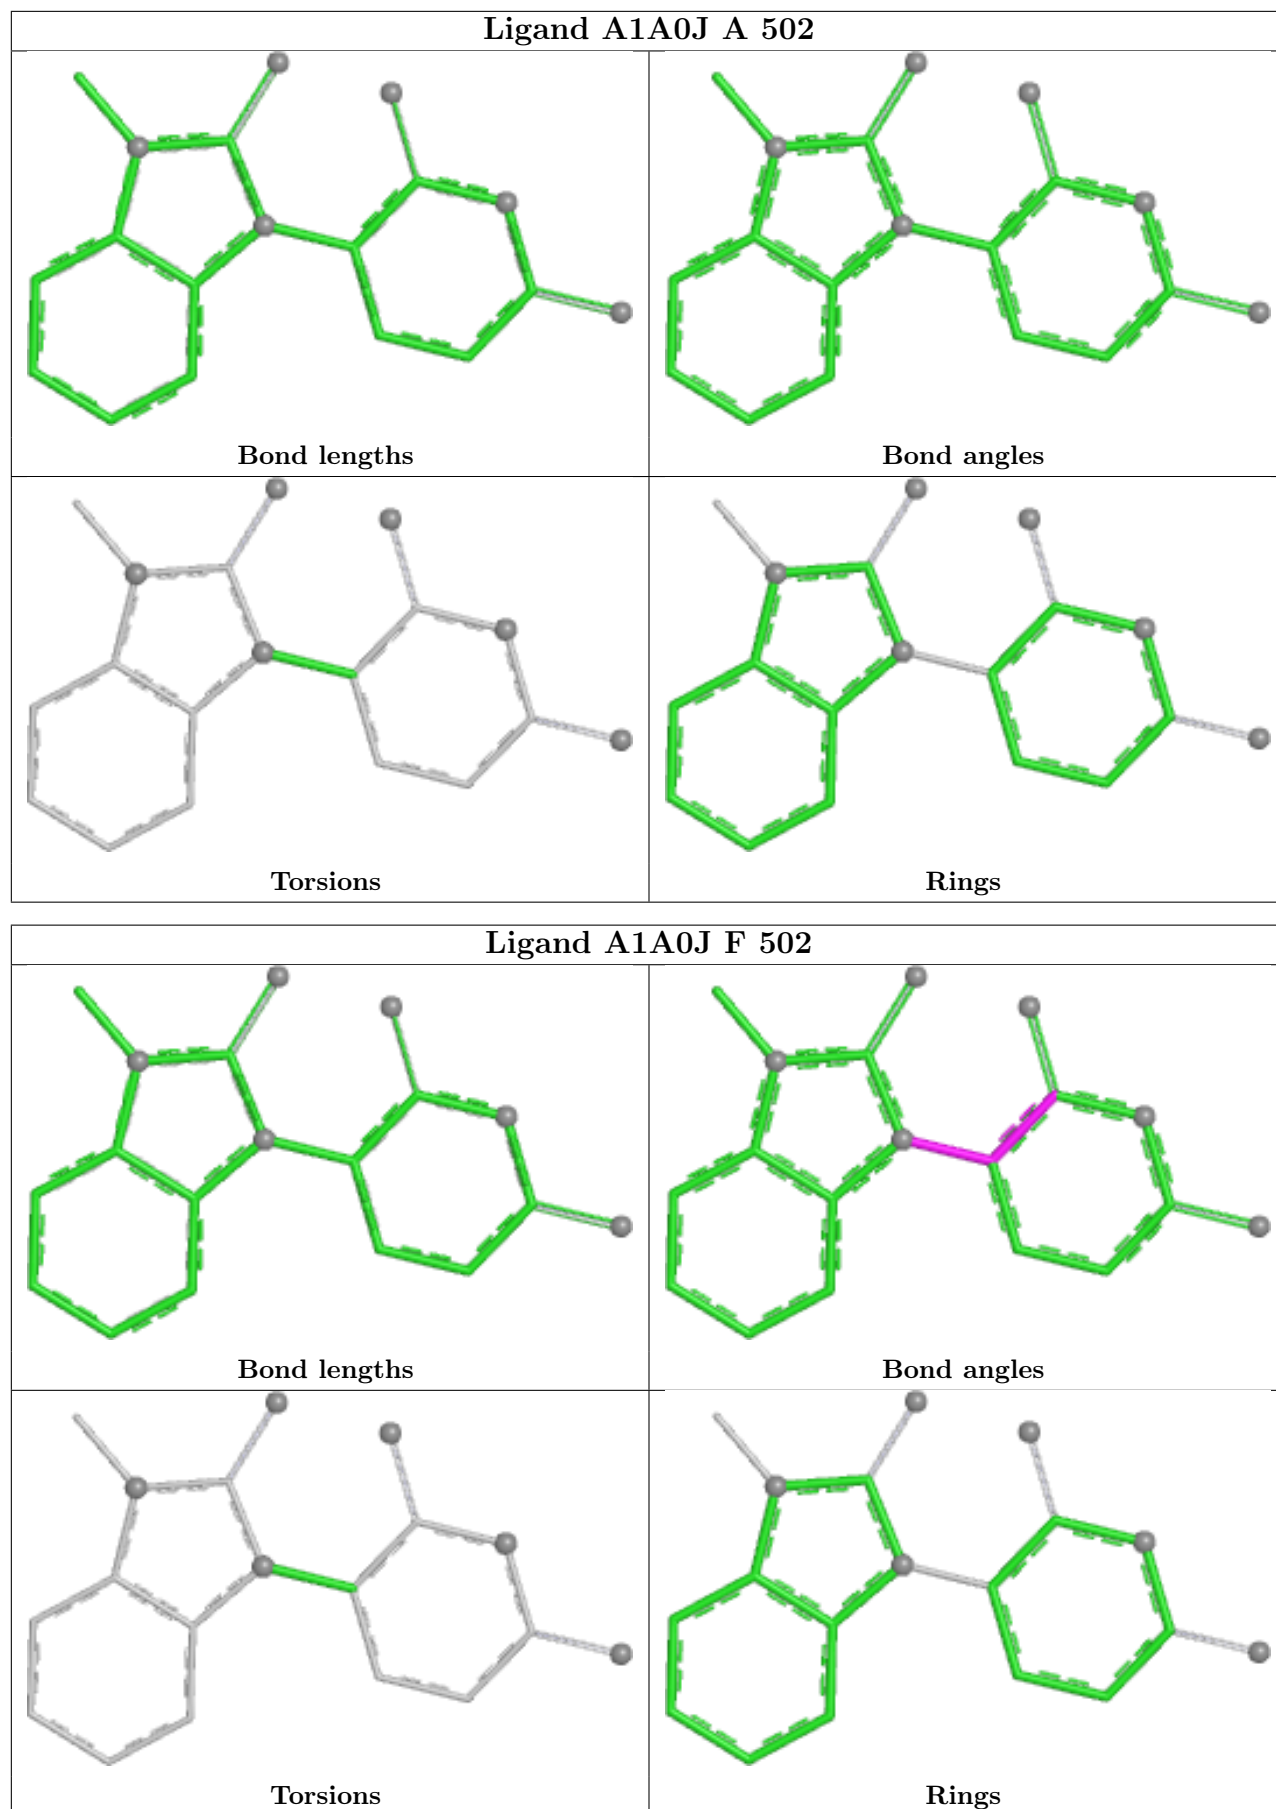 Ligand A1A0J A 502
Bond lengths
Bond angles
Torsions
Rings
Ligand A1A0J F 502
Bond lengths
Bond angles
Torsions
Rings